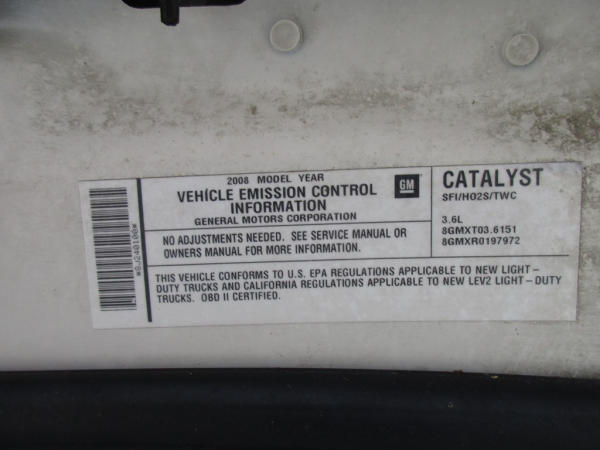 2008 MODEL YEAR
VEHICLE EMISSION CONTROL
INFORMATION
GENERAL MOTORS CORPORATION
GM
NO ADJUSTMENTS NEEDED. SEE SERVICE MANUAL OR
OWNERS MANUAL FOR MORE INFORMATION.
CATALYST
SFI/HO2S/TWC
3.6L
8GMXT03.6151
8GMXR0197972
THIS VEHICLE CONFORMS TO U.S. EPA REGULATIONS APPLICABLE TO NEW LIGHT-
DUTY TRUCKS AND CALIFORNIA REGULATIONS APPLICABLE TO NEW LEV2 LIGHT-DUTY
TRUCKS. OBD II CERTIFIED.
*8J240100*